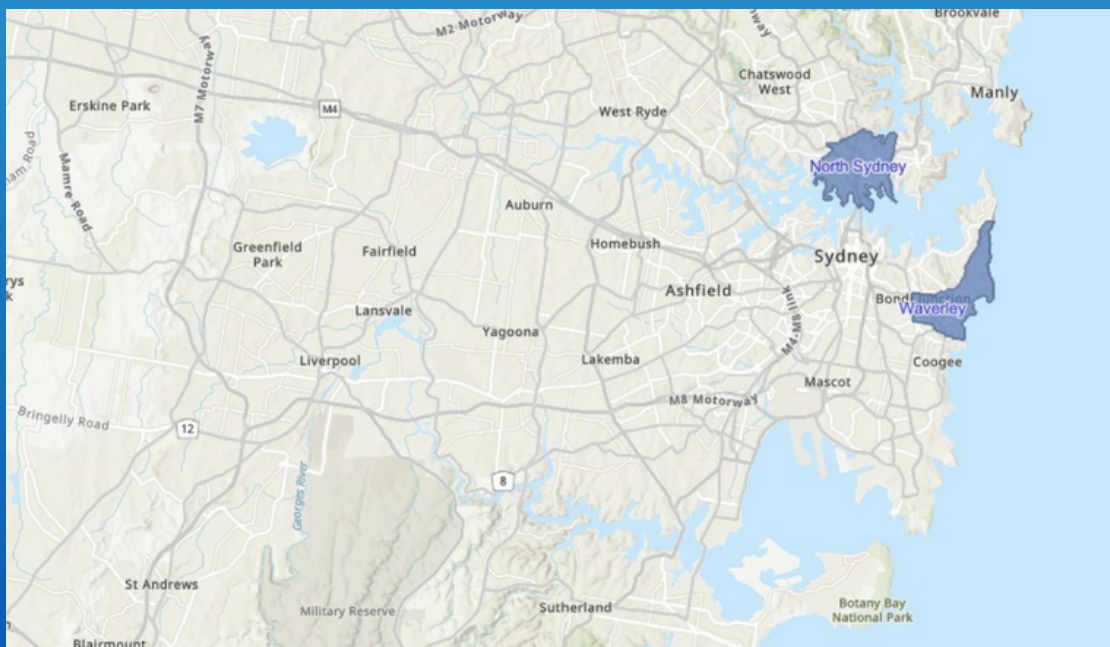 M2 Motorway
Brookvale
Chatswood
West
Manly
Erskine Park
M7 Motorway
M4
West Ryde
North Sydney
Mamre Road
Auburn
Greenfield
Park
Fairfield
Homebush
Sydney
Ashfield
Bondi Junction
Waverley
Lansvale
Yagoona
M4-M8 link
Liverpool
Lakemba
Coogee
Mascot
M8 Motorway
Bringelly Road
12
8
Georges River
St Andrews
Military Reserve
Sutherland
Botany Bay
National Park
Blairmount